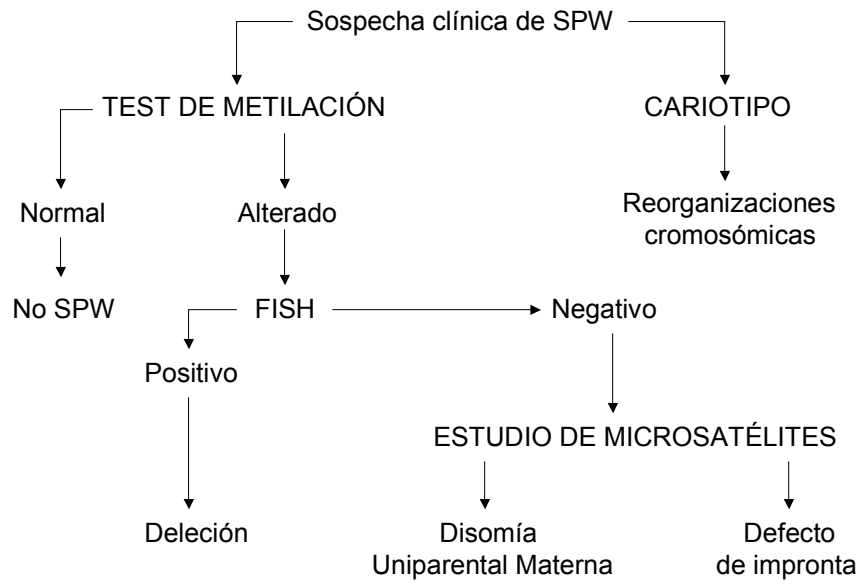 Sospecha clínica de SPW
TEST DE METILACIÓN
CARIOTIPO
Normal
Alterado
Reorganizaciones
cromosómicas
No SPW
FISH
Negativo
Positivo
ESTUDIO DE MICROSATÉLITES
Deleción
Disomía
Uniparental Materna
Defecto
de impronta